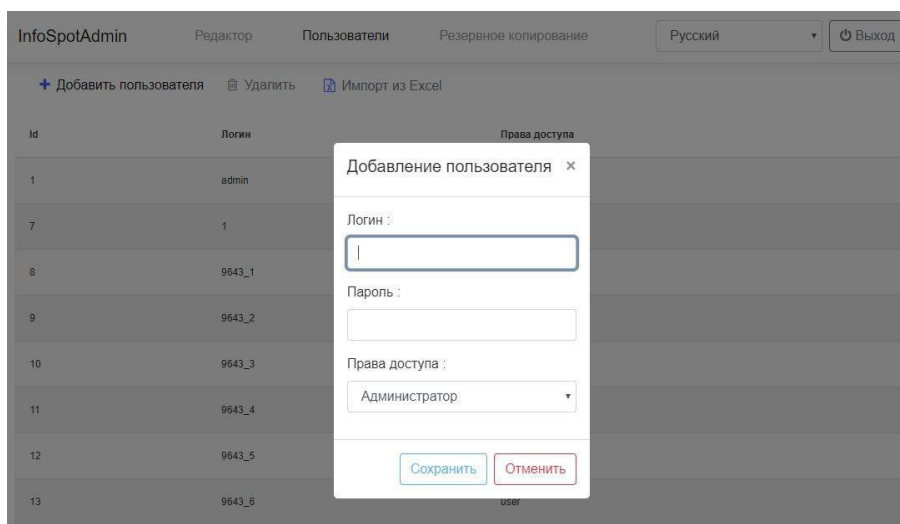 InfoSpotAdmin Редактор Пользователи Резервное копирование Русский Выход
Добавить пользователя Удалить Импорт из Excel
Id Логин Права доступа
1 admin
7 1
8 9643_1
9 9643_2
10 9643_3
11 9643_4
12 9643_5
13 9643_6 user
Добавление пользователя ×
Логин :
Пароль :
Права доступа :
Администратор
Сохранить Отменить